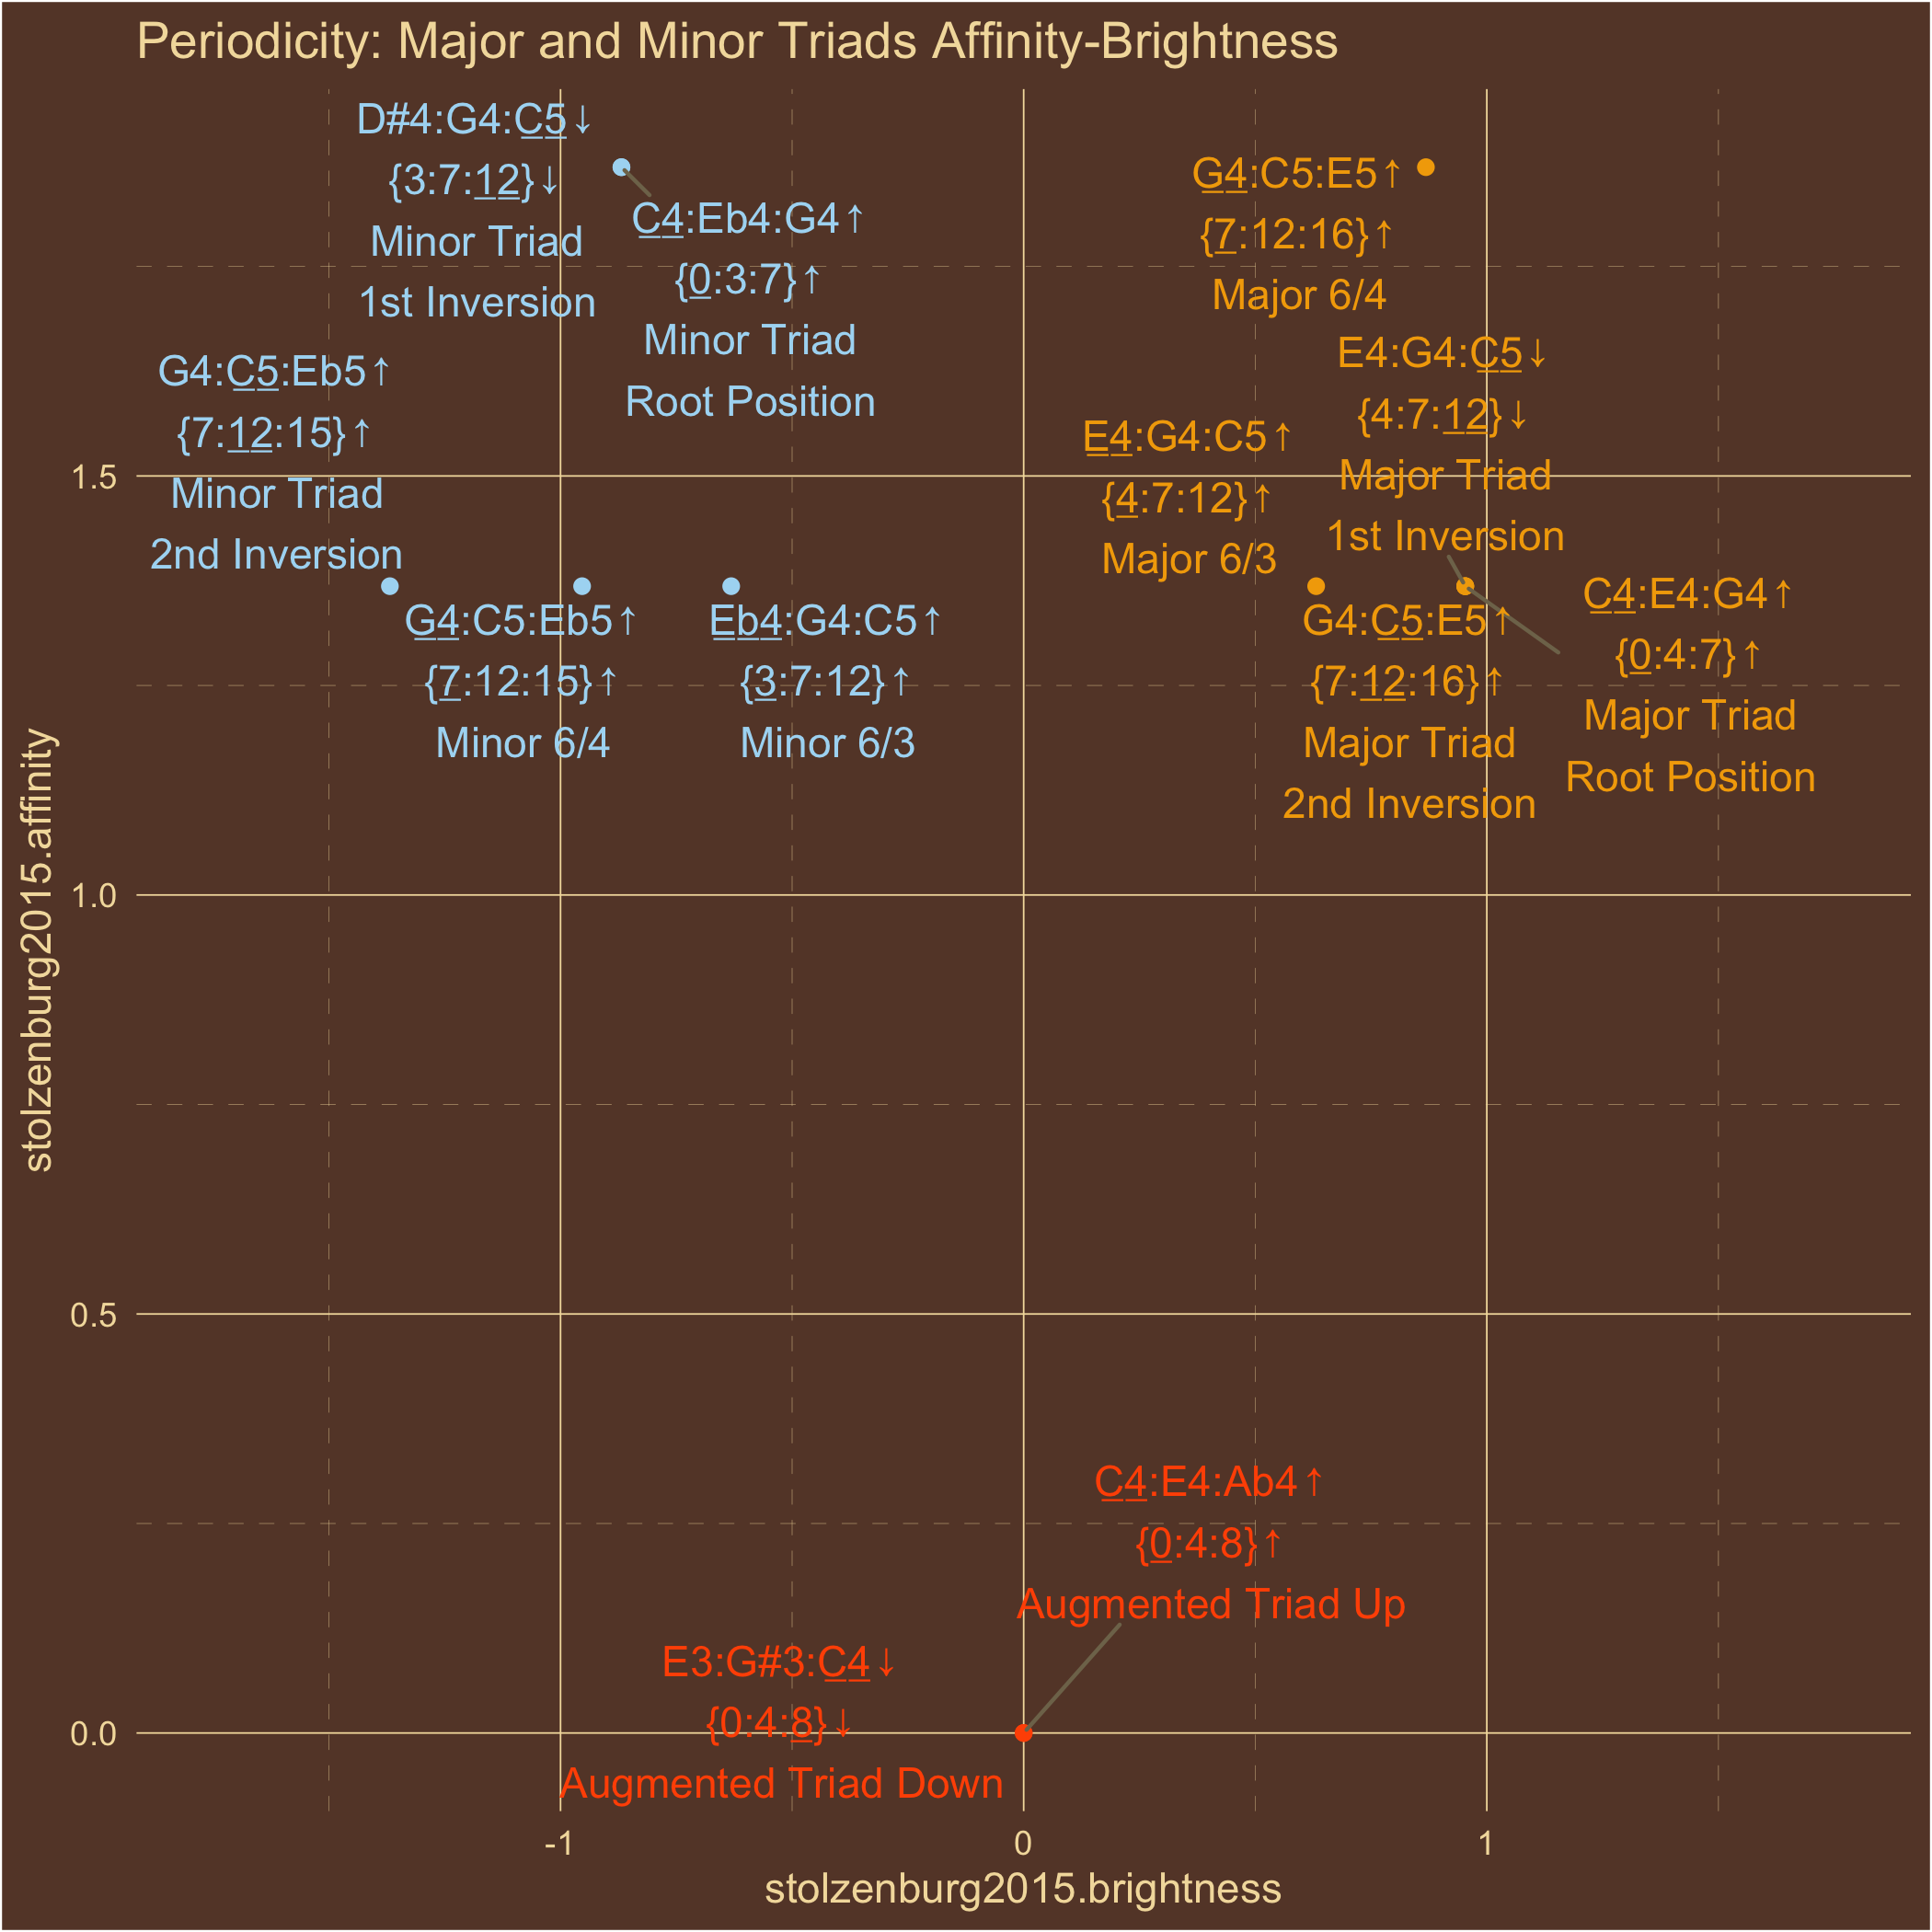 Periodicity: Major and Minor Triads Affinity-Brightness
D#4:G4:C5↓
{3:7:12}↓
Minor Triad
1st Inversion
C4:Eb4:G4↑
{0:3:7}↑
Minor Triad
Root Position
G4:C5:E5↑
{7:12:16}↑
Major 6/4
G4:C5:Eb5↑
{7:12:15}↑
Minor Triad
2nd Inversion
E4:G4:C5↓
{4:7:12}↓
Major Triad
1st Inversion
E4:G4:C5↑
{4:7:12}↑
Major 6/3
G4:C5:Eb5↑
{7:12:15}↑
Minor 6/4
Eb4:G4:C5↑
{3:7:12}↑
Minor 6/3
G4:C5:E5↑
{7:12:16}↑
Major Triad
2nd Inversion
C4:E4:G4↑
{0:4:7}↑
Major Triad
Root Position
C4:E4:Ab4↑
{0:4:8}↑
Augmented Triad Up
E3:G#3:C4↓
{0:4:8}↓
Augmented Triad Down
1.5
1.0
0.5
0.0
stolzenburg2015.affinity
-1
0
1
stolzenburg2015.brightness